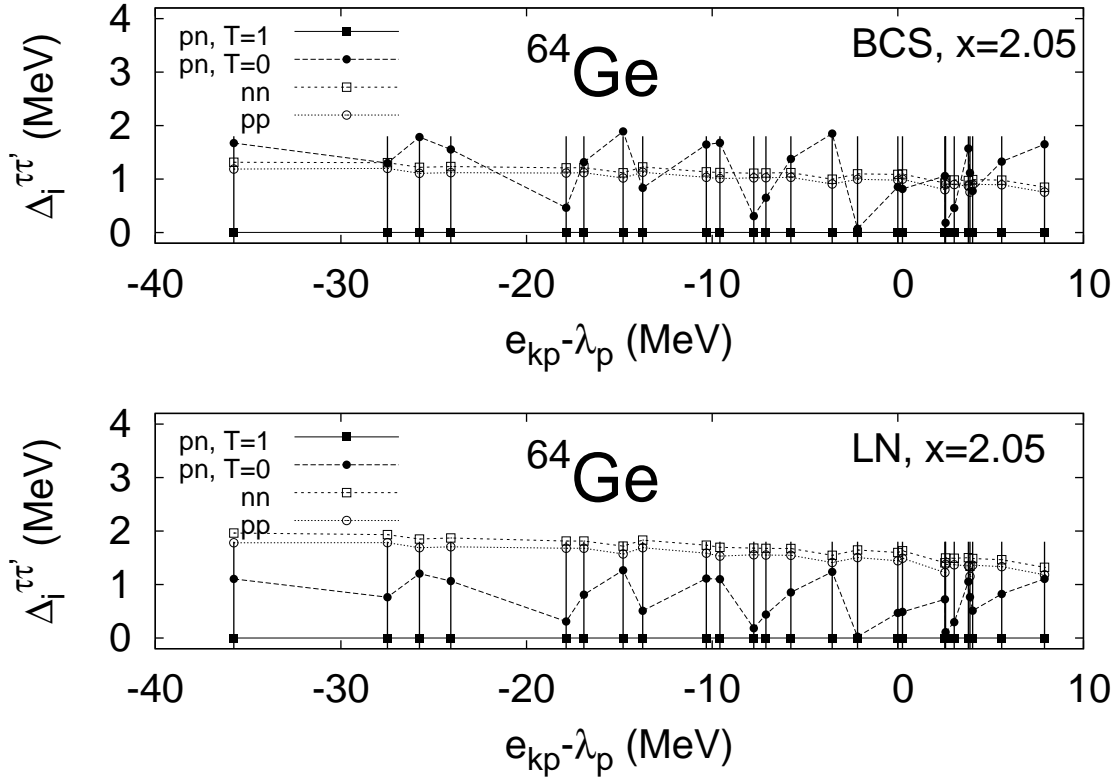 4
3
2
1
0
Δ_i^ττ' (MeV)
pn, T=1
pn, T=0
nn
pp
^64Ge
BCS, x=2.05
-40 -30 -20 -10 0 10
e_kp-λ_p (MeV)
4
3
2
1
0
Δ_i^ττ' (MeV)
pn, T=1
pn, T=0
nn
pp
^64Ge
LN, x=2.05
-40 -30 -20 -10 0 10
e_kp-λ_p (MeV)